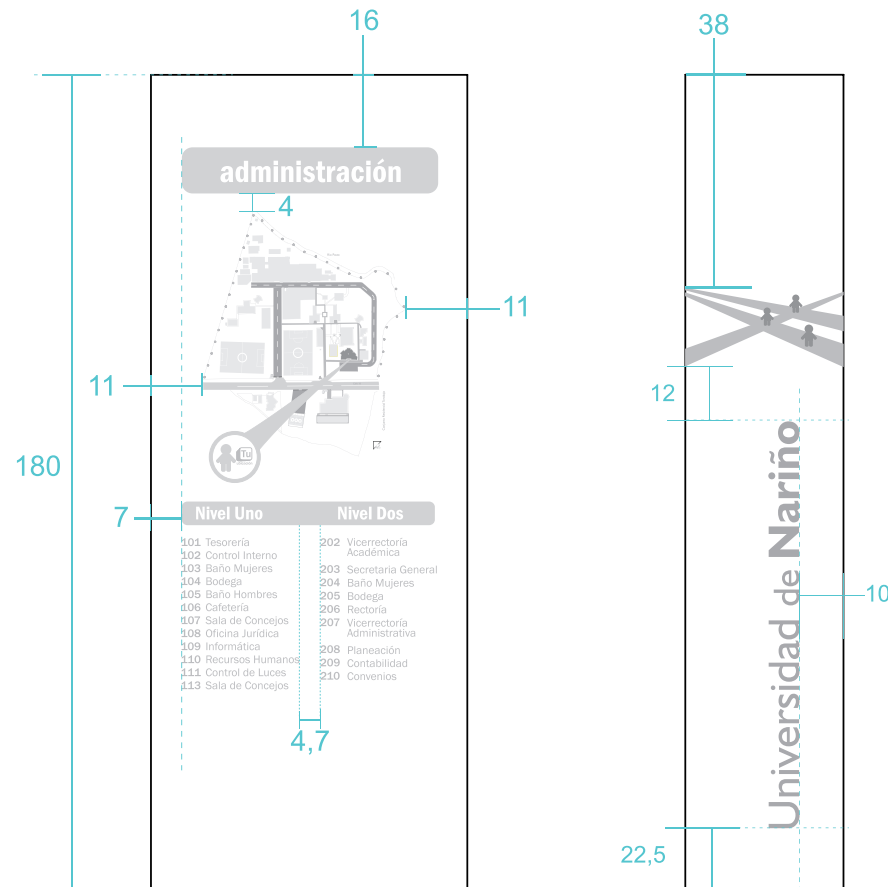 16
38
administración
4
11
11
12
180
7
Nivel Uno
Nivel Dos
101 Tesorería
102 Control Interno
103 Baño Mujeres
104 Bodega
105 Baño Hombres
106 Cafetería
107 Sala de Concejos
108 Oficina Jurídica
109 Informática
110 Recursos Humanos
111 Control de Luces
113 Sala de Concejos
202 Vicerrectoría
Académica
203 Secretaria General
204 Baño Mujeres
205 Bodega
206 Rectoría
207 Vicerrectoría
Administrativa
208 Planeación
209 Contabilidad
210 Convenios
4,7
Universidad de Nariño
10
22,5
Tu